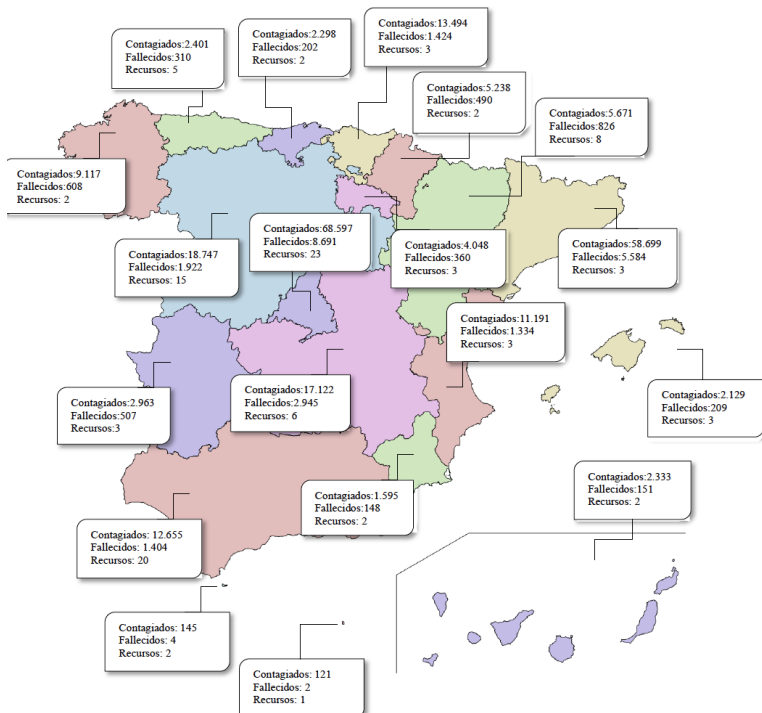 Contagiados:13.494
Fallecidos:1.424
Recursos: 3
Contagiados:2.401
Fallecidos:310
Recursos: 5
Contagiados:2.298
Fallecidos:202
Recursos: 2
Contagiados:5.238
Fallecidos:490
Recursos: 2
Contagiados:5.671
Fallecidos:826
Recursos: 8
Contagiados:9.117
Fallecidos:608
Recursos: 2
Contagiados:68.597
Fallecidos:8.691
Recursos: 23
Contagiados:18.747
Fallecidos:1.922
Recursos: 15
Contagiados:4.048
Fallecidos:360
Recursos: 3
Contagiados:58.699
Fallecidos:5.584
Recursos: 3
Contagiados:11.191
Fallecidos:1.334
Recursos: 3
Contagiados:2.963
Fallecidos:507
Recursos:3
Contagiados:17.122
Fallecidos:2.945
Recursos: 6
Contagiados:2.129
Fallecidos:209
Recursos: 3
Contagiados:2.333
Fallecidos:151
Recursos: 2
Contagiados:1.595
Fallecidos:148
Recursos: 2
Contagiados: 12.655
Fallecidos: 1.404
Recursos: 20
Contagiados: 145
Fallecidos: 4
Recursos: 2
Contagiados: 121
Fallecidos: 2
Recursos: 1